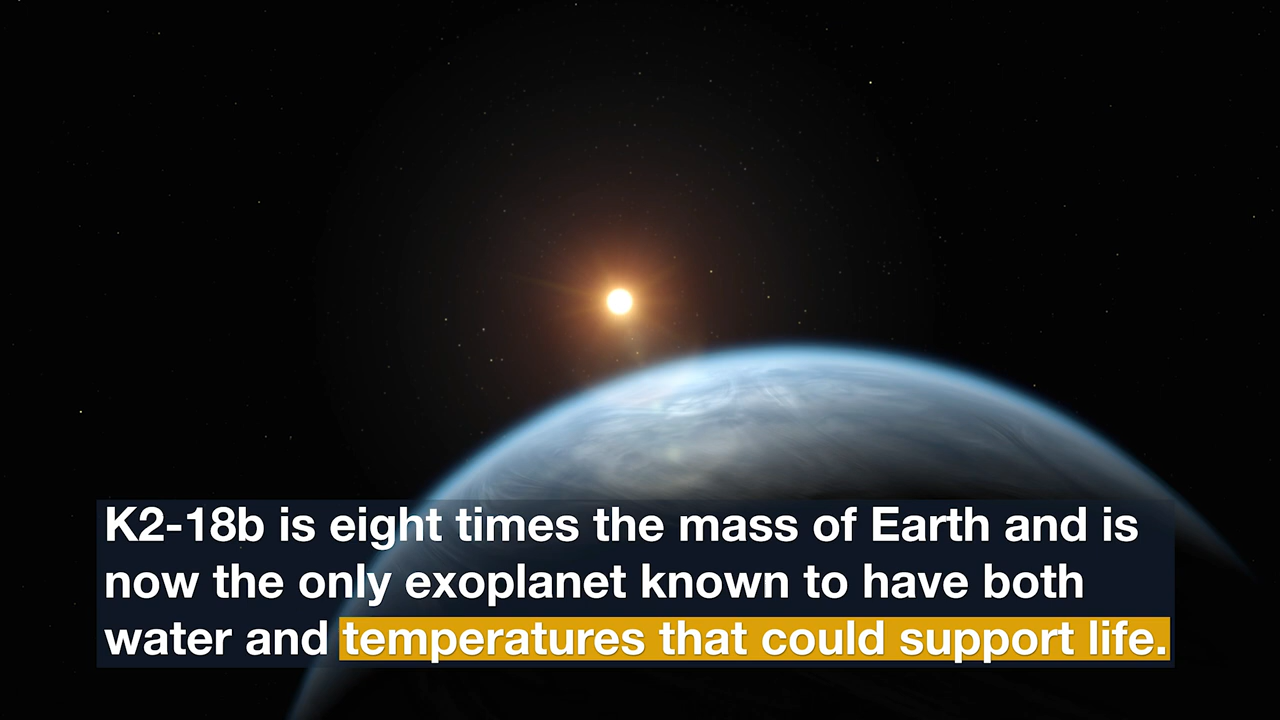 K2-18b is eight times the mass of Earth and is
now the only exoplanet known to have both
water and temperatures that could support life.